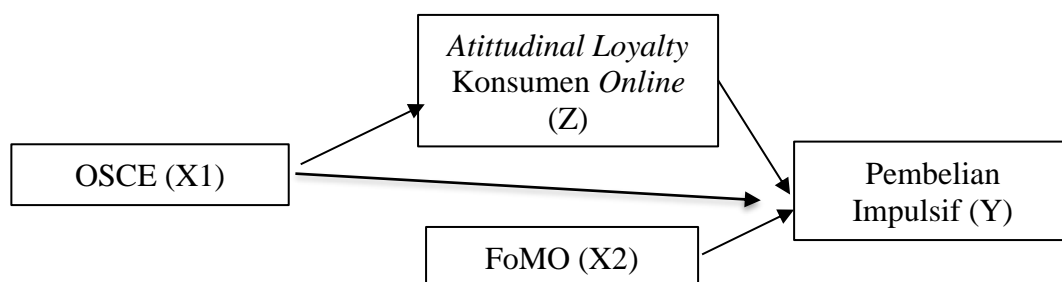 Atittudinal Loyalty
Konsumen Online
(Z)
OSCE (X1)
Pembelian
Impulsif (Y)
FoMO (X2)